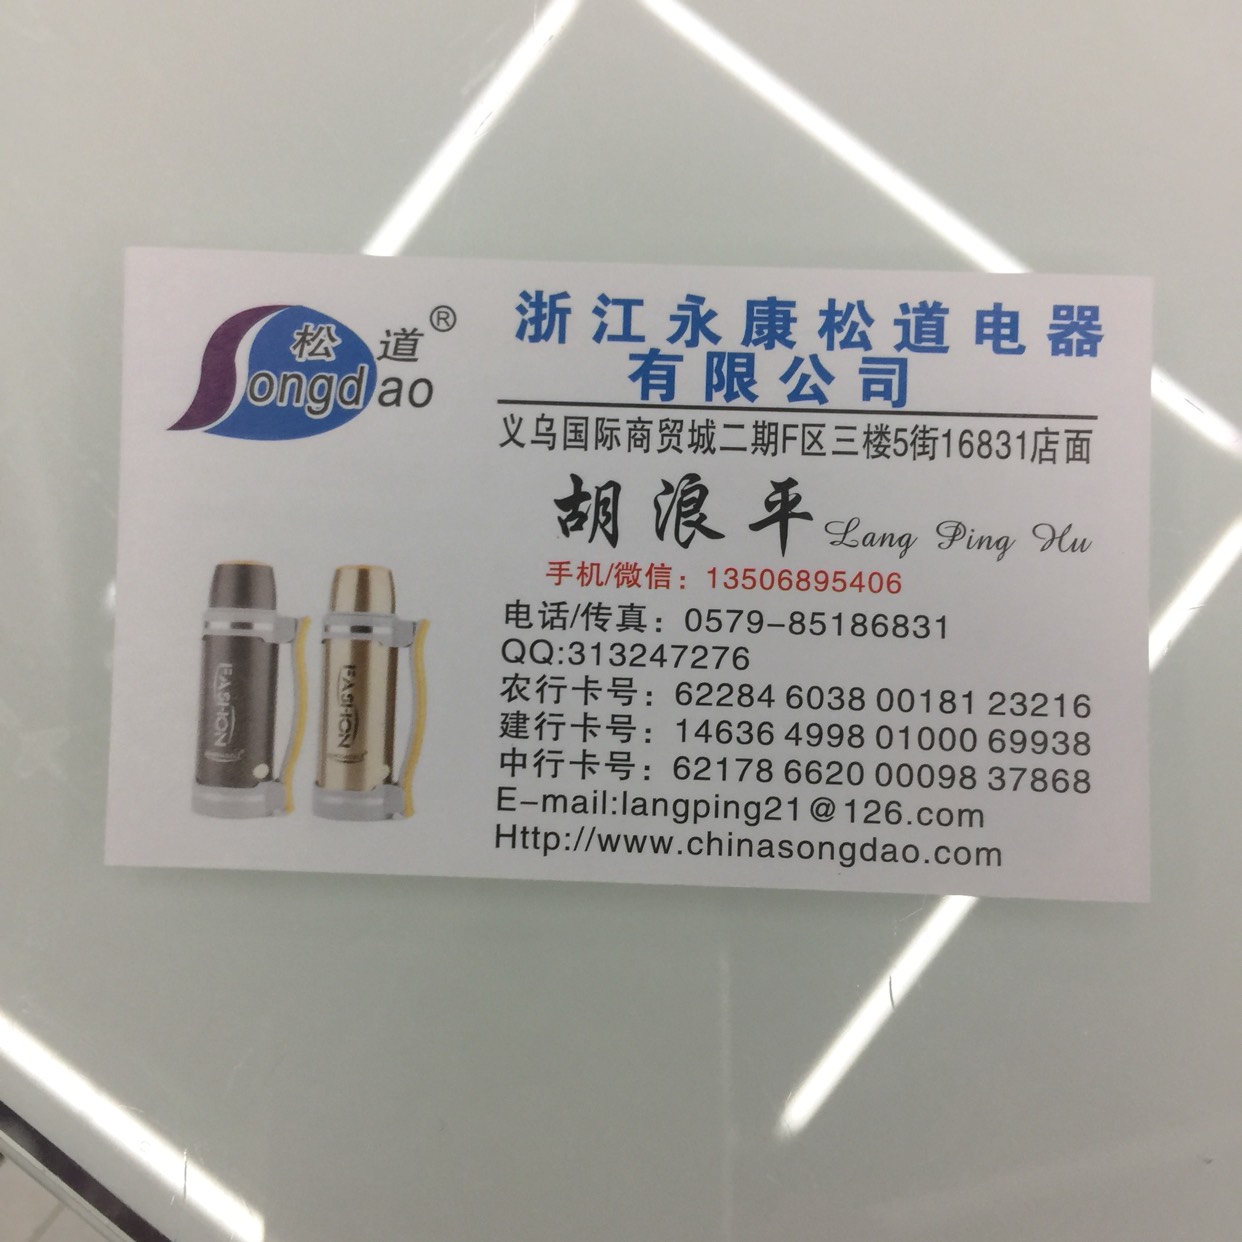 松 道®
Songdao
浙江永康松道电器
有限公司
义乌国际商贸城二期F区三楼5街16831店面
胡浪平 Lang Ping Hu
手机/微信：13506895406
电话/传真：0579-85186831
QQ:313247276
农行卡号：62284 6038 00181 23216
建行卡号：14636 4998 01000 69938
中行卡号：62178 6620 00098 37868
E-mail:langping21@126.com
Http://www.chinasongdao.com
FASHION
FASHION